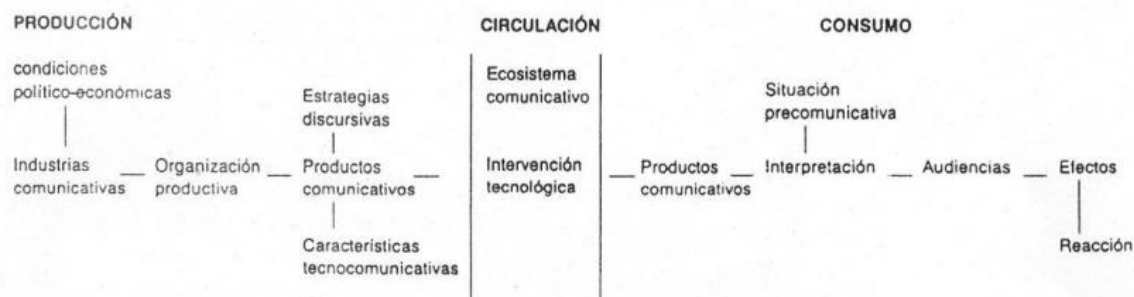 PRODUCCIÓN
CIRCULACIÓN
CONSUMO
condiciones
político-económicas
Estrategias
discursivas
Ecosistema
comunicativo
Situación
precomunicativa
Industrias
comunicativas
Organización
productiva
Productos
comunicativos
Intervención
tecnológica
Productos
comunicativos
Interpretación
Audiencias
Efectos
Características
tecnocomunicativas
Reacción